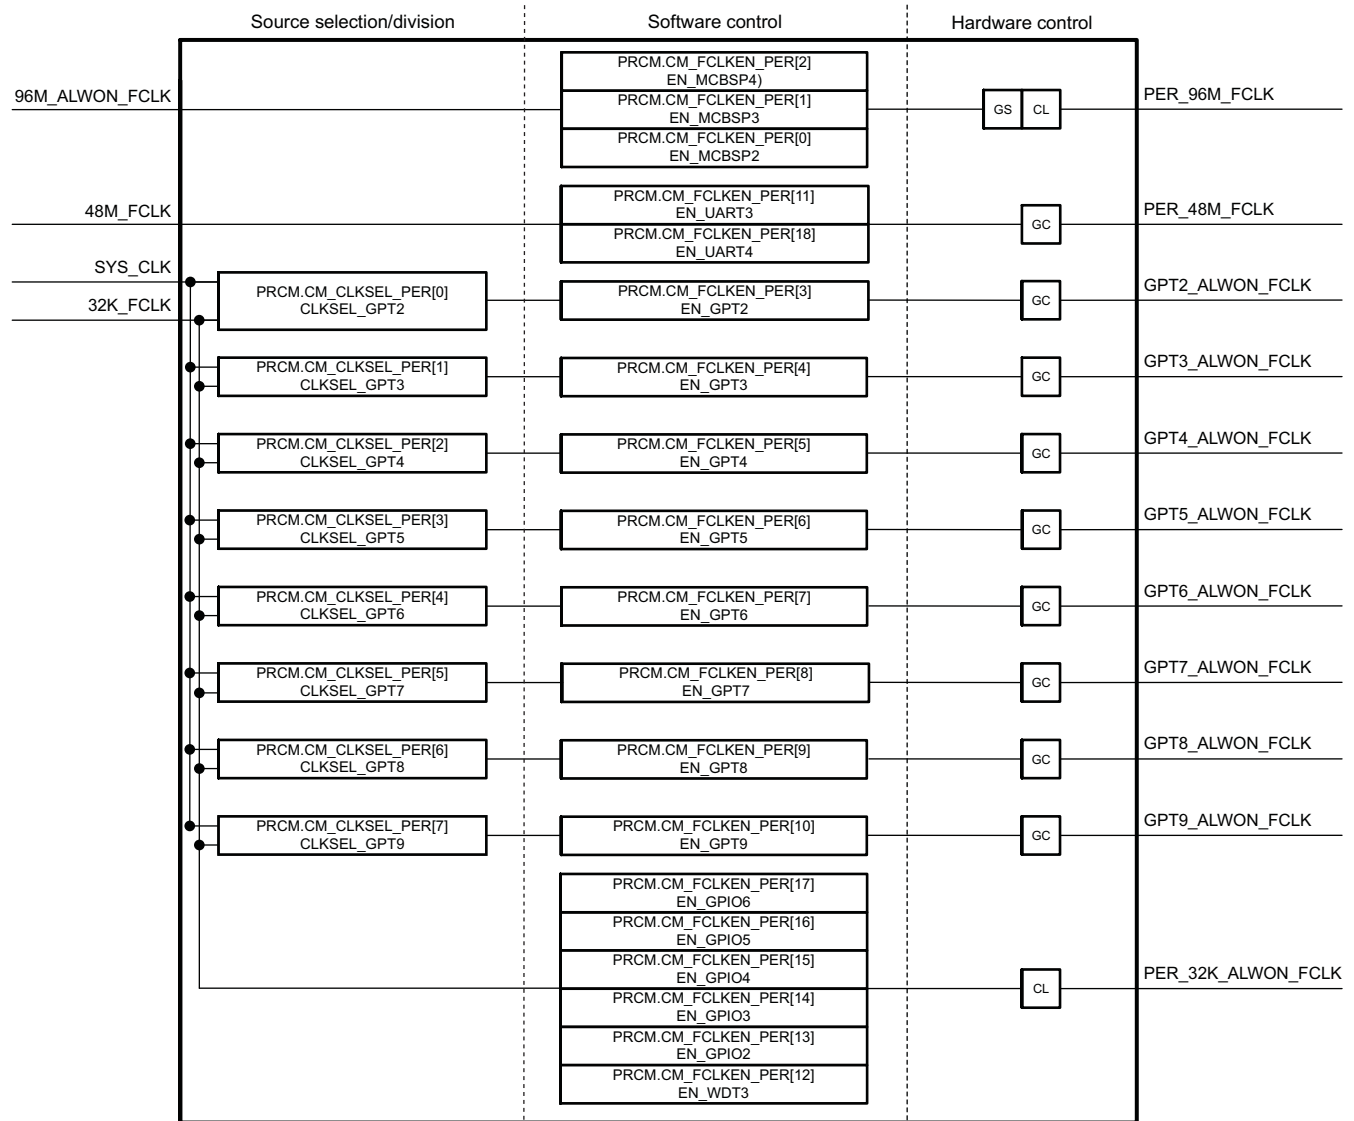 Source selection/division
Software control
Hardware control
PRCM.CM_FCLKEN_PER[2]
EN_MCBSP4)
96M_ALWON_FCLK
PRCM.CM_FCLKEN_PER[1]
EN_MCBSP3
GS
CL
PER_96M_FCLK
PRCM.CM_FCLKEN_PER[0]
EN_MCBSP2
48M_FCLK
PRCM.CM_FCLKEN_PER[11]
EN_UART3
GC
PER_48M_FCLK
PRCM.CM_FCLKEN_PER[18]
EN_UART4
SYS_CLK
32K_FCLK
PRCM.CM_CLKSEL_PER[0]
CLKSEL_GPT2
PRCM.CM_FCLKEN_PER[3]
EN_GPT2
GC
GPT2_ALWON_FCLK
PRCM.CM_CLKSEL_PER[1]
CLKSEL_GPT3
PRCM.CM_FCLKEN_PER[4]
EN_GPT3
GC
GPT3_ALWON_FCLK
PRCM.CM_CLKSEL_PER[2]
CLKSEL_GPT4
PRCM.CM_FCLKEN_PER[5]
EN_GPT4
GC
GPT4_ALWON_FCLK
PRCM.CM_CLKSEL_PER[3]
CLKSEL_GPT5
PRCM.CM_FCLKEN_PER[6]
EN_GPT5
GC
GPT5_ALWON_FCLK
PRCM.CM_CLKSEL_PER[4]
CLKSEL_GPT6
PRCM.CM_FCLKEN_PER[7]
EN_GPT6
GC
GPT6_ALWON_FCLK
PRCM.CM_CLKSEL_PER[5]
CLKSEL_GPT7
PRCM.CM_FCLKEN_PER[8]
EN_GPT7
GC
GPT7_ALWON_FCLK
PRCM.CM_CLKSEL_PER[6]
CLKSEL_GPT8
PRCM.CM_FCLKEN_PER[9]
EN_GPT8
GC
GPT8_ALWON_FCLK
PRCM.CM_CLKSEL_PER[7]
CLKSEL_GPT9
PRCM.CM_FCLKEN_PER[10]
EN_GPT9
GC
GPT9_ALWON_FCLK
PRCM.CM_FCLKEN_PER[17]
EN_GPIO6
PRCM.CM_FCLKEN_PER[16]
EN_GPIO5
PRCM.CM_FCLKEN_PER[15]
EN_GPIO4
CL
PER_32K_ALWON_FCLK
PRCM.CM_FCLKEN_PER[14]
EN_GPIO3
PRCM.CM_FCLKEN_PER[13]
EN_GPIO2
PRCM.CM_FCLKEN_PER[12]
EN_WDT3